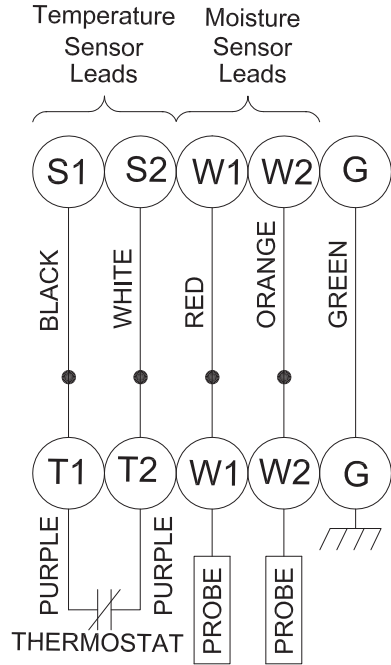 Temperature
Sensor
Leads
Moisture
Sensor
Leads
S1 S2 W1 W2 G
BLACK
WHITE
RED
ORANGE
GREEN
T1 T2 W1 W2 G
PURPLE
PURPLE
PROBE
PROBE
THERMOSTAT